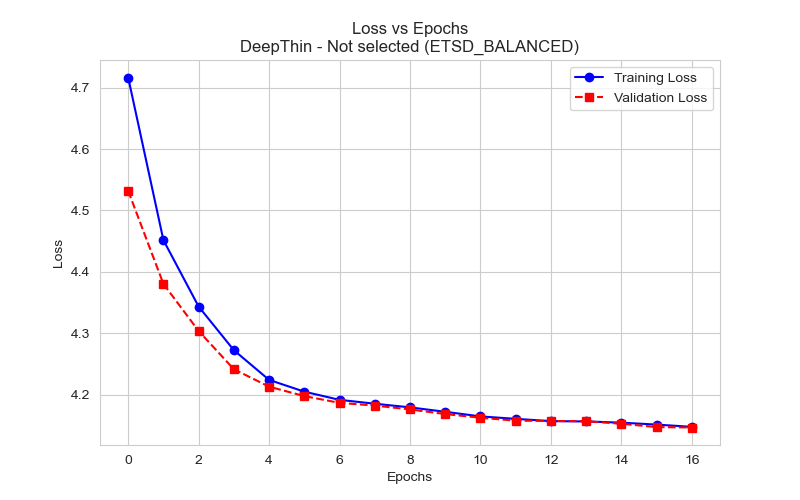 Loss vs Epochs
DeepThin - Not selected (ETSD_BALANCED)
Training Loss
Validation Loss
4.7
4.6
4.5
4.4
4.3
4.2
Loss
0 2 4 6 8 10 12 14 16
Epochs